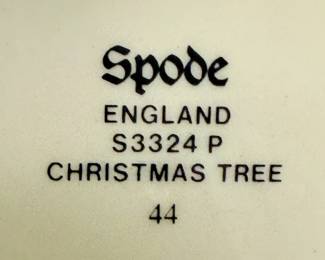 Spode
ENGLAND
S3324 P
CHRISTMAS TREE
44